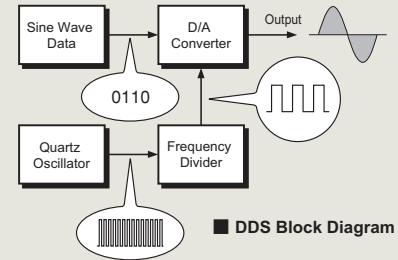 Sine Wave
Data
D/A
Converter
Output
0110
Quartz
Oscillator
Frequency
Divider
■ DDS Block Diagram